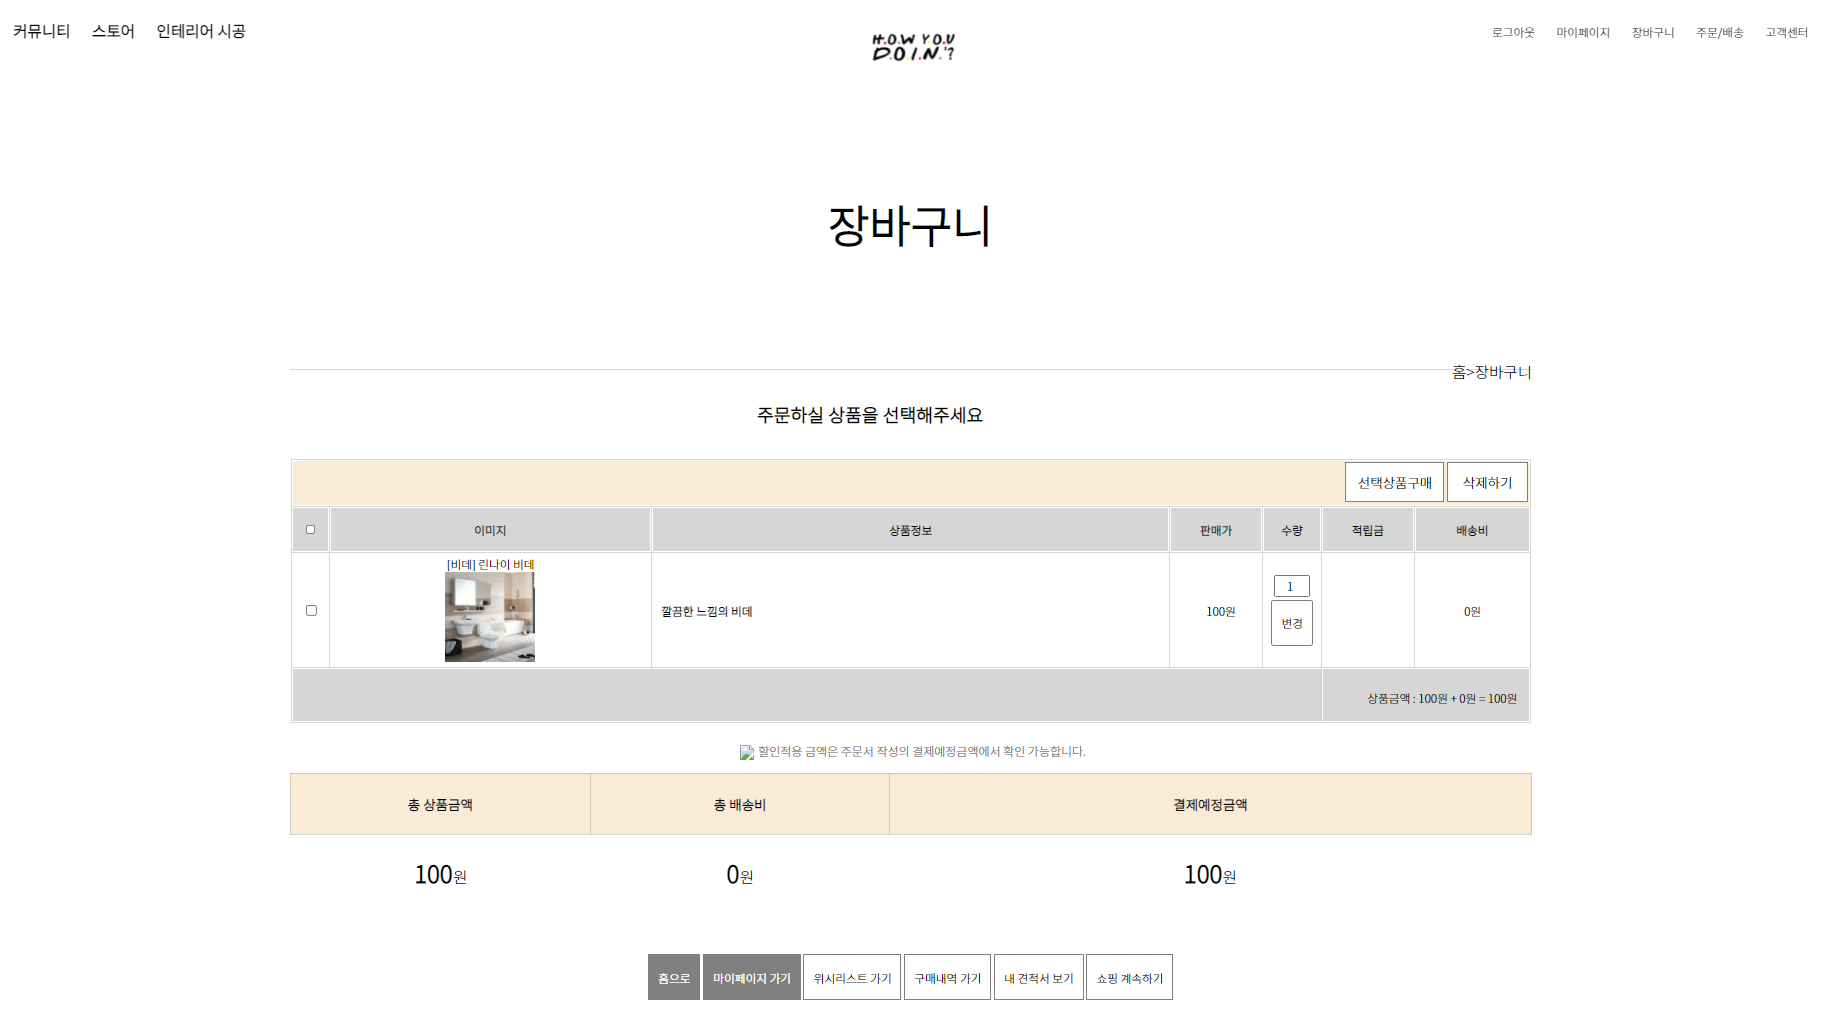 커뮤니티 스토어 인테리어 시공
H.O.W Y.O.U
D.O.I.N.'?
로그아웃 마이페이지 장바구니 주문/배송 고객센터
장바구니
홈>장바구니
주문하실 상품을 선택해주세요
선택상품구매 삭제하기
이미지 상품정보 판매가 수량 적립금 배송비
[비데] 린나이 비데
깔끔한 느낌의 비데 100원 1 0원
변경
상품금액 : 100원 + 0원 = 100원
할인적용 금액은 주문서 작성의 결제예정금액에서 확인 가능합니다.
총 상품금액 총 배송비 결제예정금액
100원 0원 100원
홈으로 마이페이지 가기 위시리스트 가기 구매내역 가기 내 견적서 보기 쇼핑 계속하기